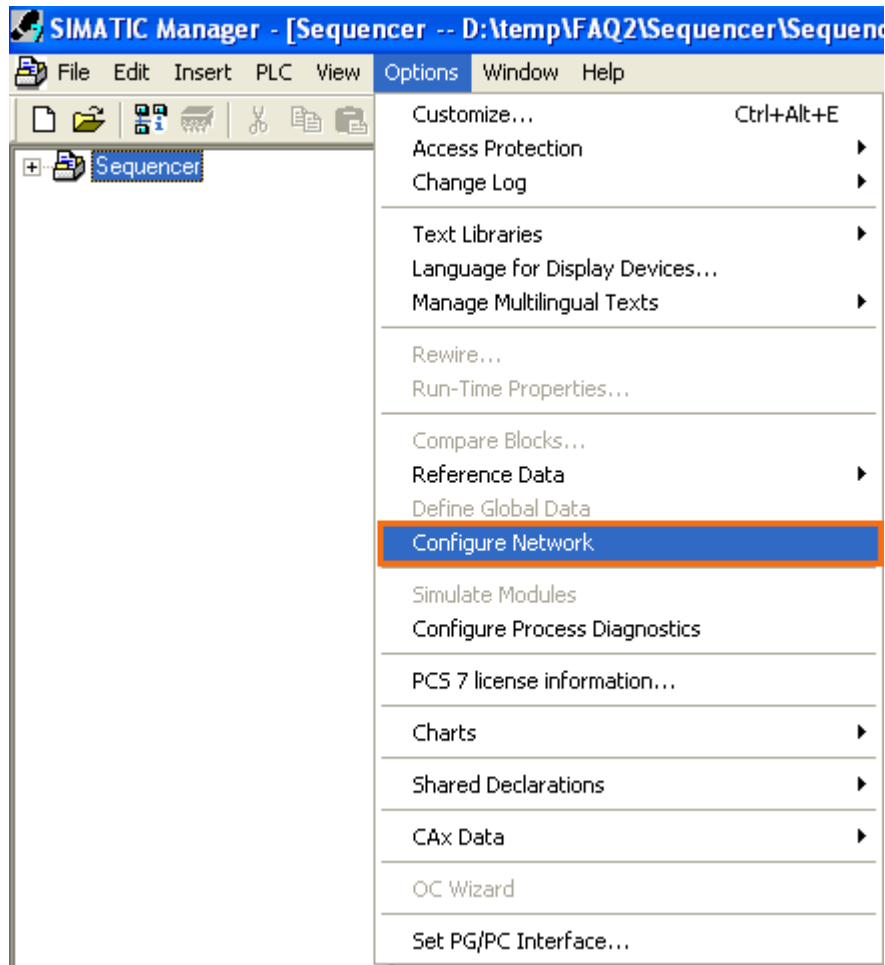 SIMATIC Manager - [Sequencer -- D:\temp\FAQ2\Sequencer\Sequenc
File Edit Insert PLC View Options Window Help
Customize... Ctrl+Alt+E
Sequencer
Access Protection
Change Log
Text Libraries
Language for Display Devices...
Manage Multilingual Texts
Rewire...
Run-Time Properties...
Compare Blocks...
Reference Data
Define Global Data
Configure Network
Simulate Modules
Configure Process Diagnostics
PCS 7 license information...
Charts
Shared Declarations
CAx Data
OC Wizard
Set PG/PC Interface...